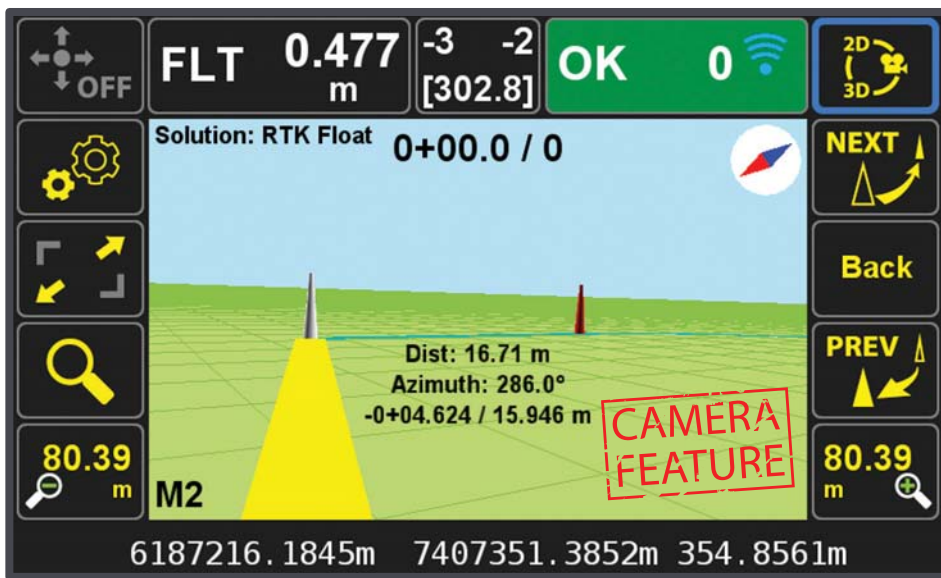 OFF
FLT 0.477 m
-3 -2
[302.8]
OK 0
2D
3D
Solution: RTK Float
0+00.0 / 0
NEXT
Back
PREV
Dist: 16.71 m
Azimuth: 286.0°
-0+04.624 / 15.946 m
CAMERA
FEATURE
80.39
m
M2
80.39
m
6187216.1845m 7407351.3852m 354.8561m